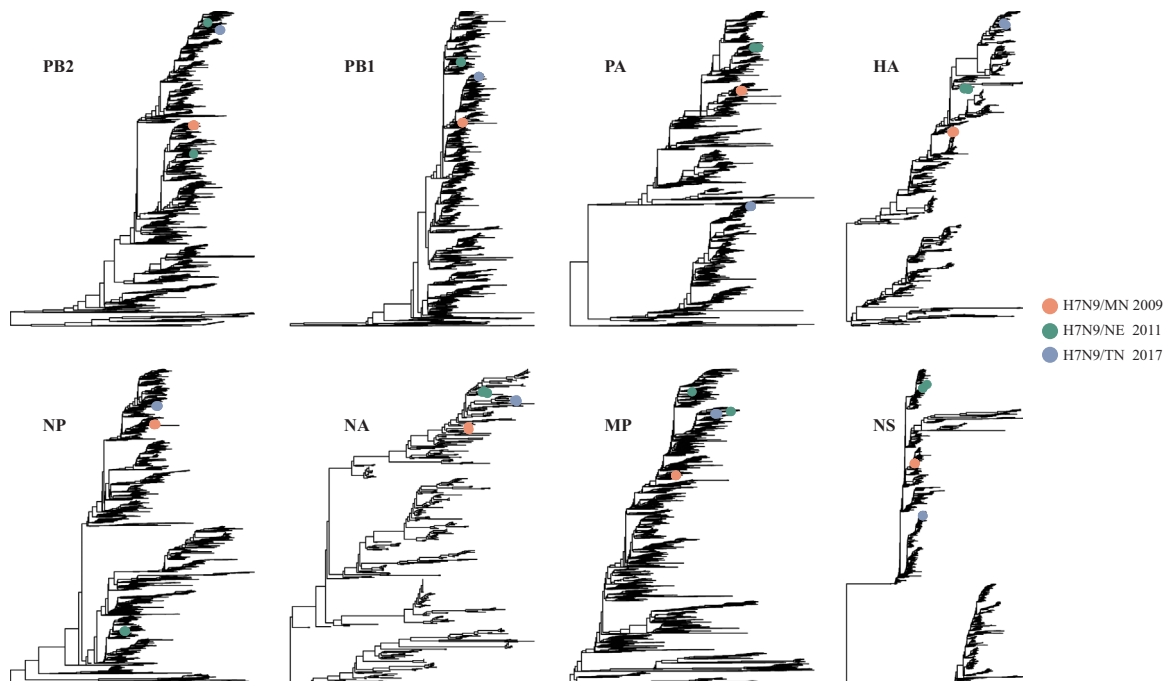 PB2
PB1
PA
HA
H7N9/MN 2009
H7N9/NE 2011
H7N9/TN 2017
NP
NA
MP
NS